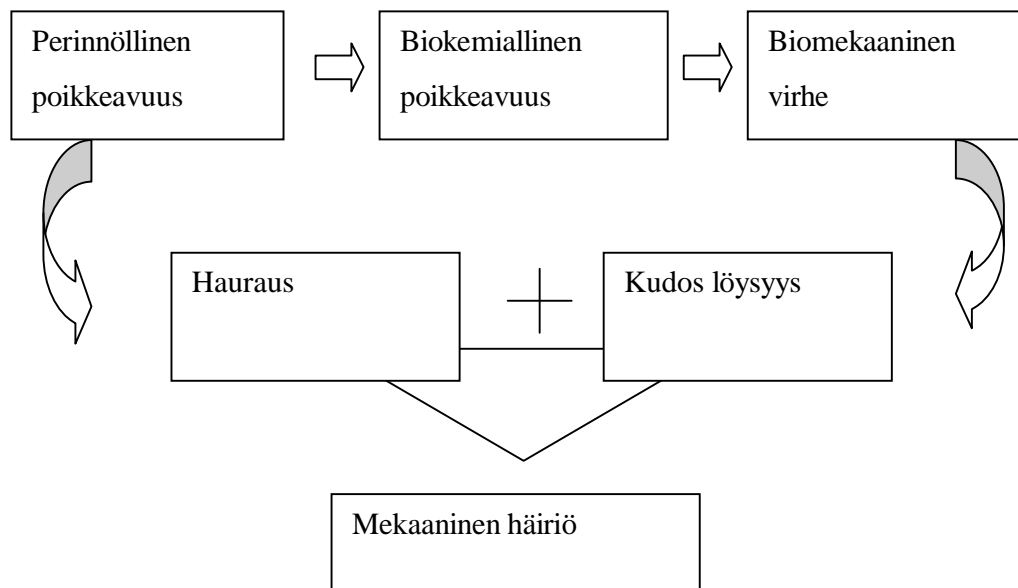 Perinnöllinen
poikkeavuus
Biokemiallinen
poikkeavuus
Biomekaaninen
virhe
Hauraus
Kudos löysyys
Mekaaninen häiriö